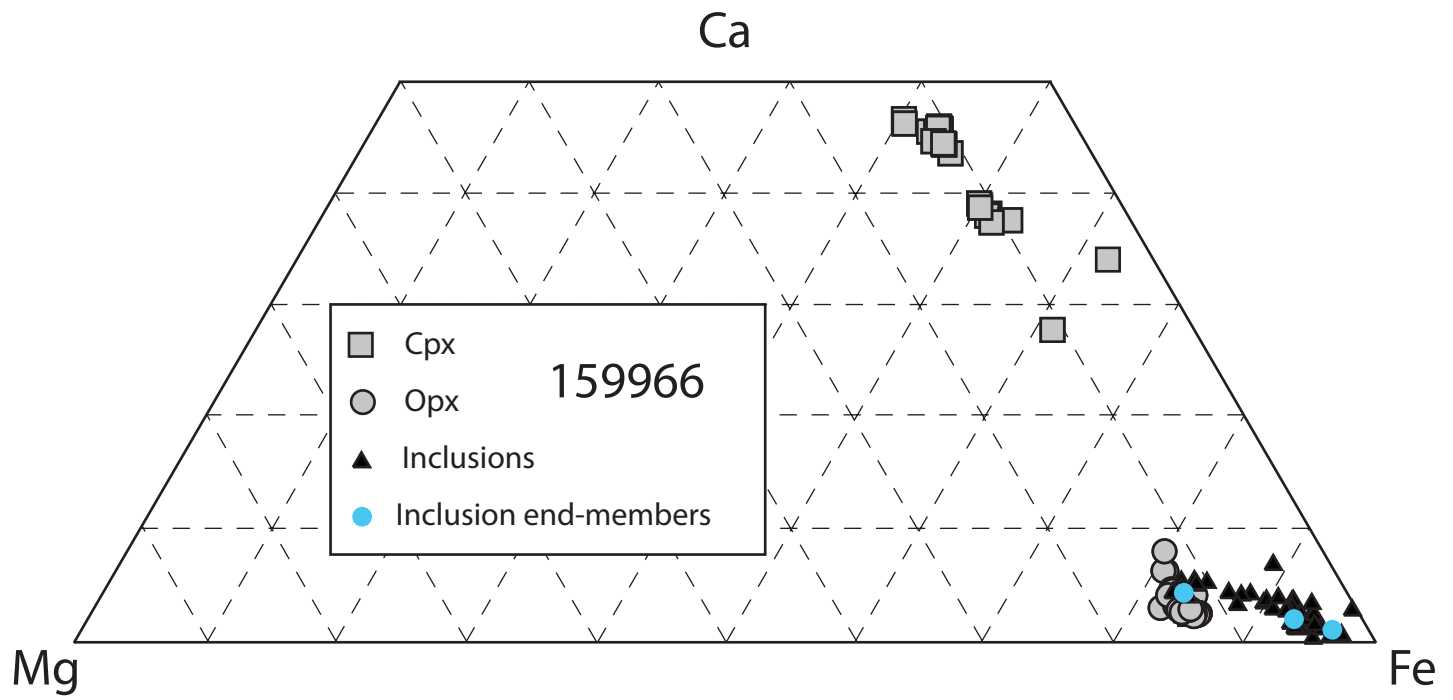 Ca
Cpx
159966
Opx
Inclusions
Inclusion end-members
Mg
Fe